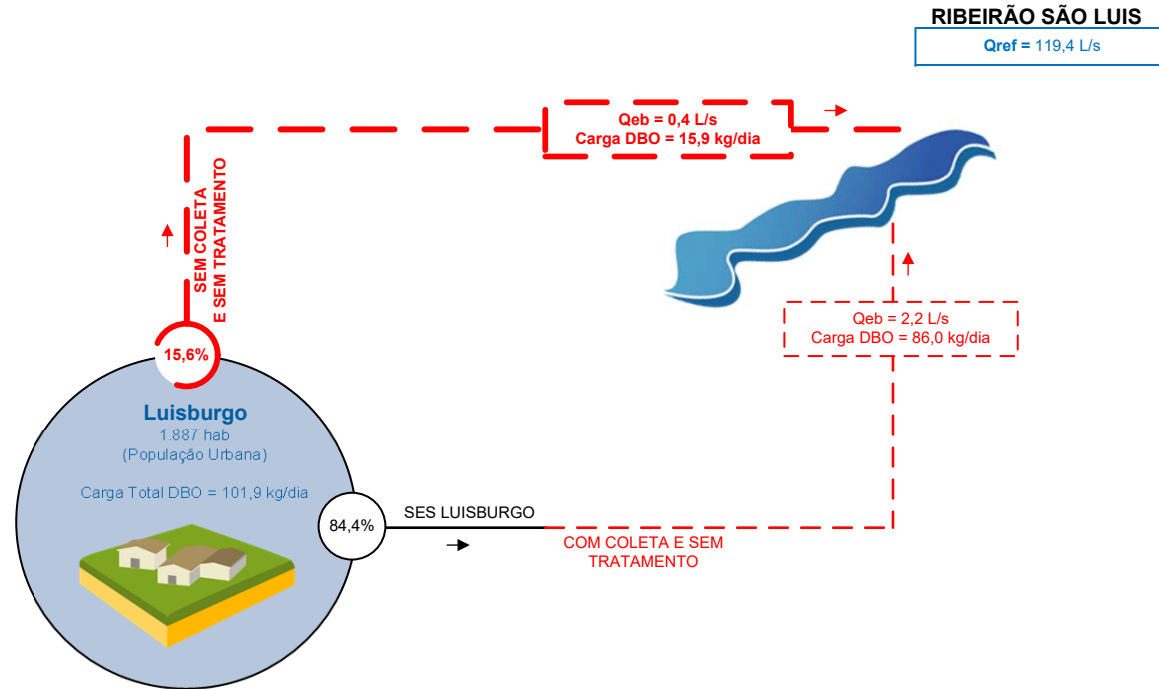 RIBEIRÃO SÃO LUIS
Qref = 119,4 L/s
Qeb = 0,4 L/s
Carga DBO = 15,9 kg/dia
SEM COLETA
E SEM TRATAMENTO
Qeb = 2,2 L/s
Carga DBO = 86,0 kg/dia
15,6%
Luisburgo
1.887 hab
(População Urbana)
Carga Total DBO = 101,9 kg/dia
84,4%
SES LUISBURGO
COM COLETA E SEM
TRATAMENTO